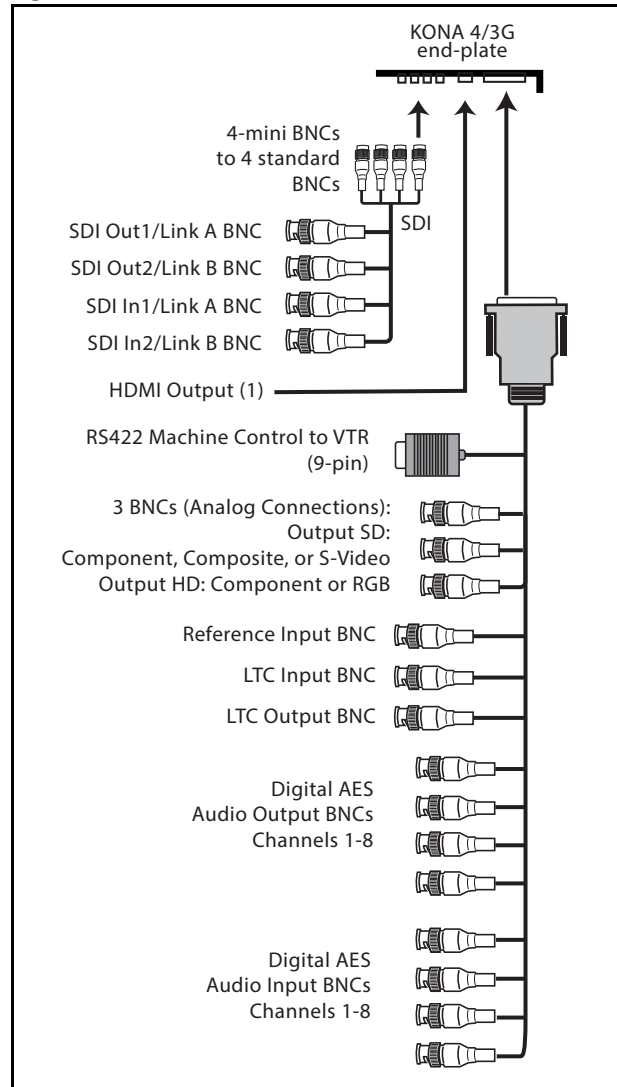 KONA 4/3G
end-plate
4-mini BNCs
to 4 standard
BNCs
SDI
SDI Out1/Link A BNC
SDI Out2/Link B BNC
SDI In1/Link A BNC
SDI In2/Link B BNC
HDMI Output (1)
RS422 Machine Control to VTR
(9-pin)
3 BNCs (Analog Connections):
Output SD:
Component, Composite, or S-Video
Output HD: Component or RGB
Reference Input BNC
LTC Input BNC
LTC Output BNC
Digital AES
Audio Output BNCs
Channels 1-8
Digital AES
Audio Input BNCs
Channels 1-8